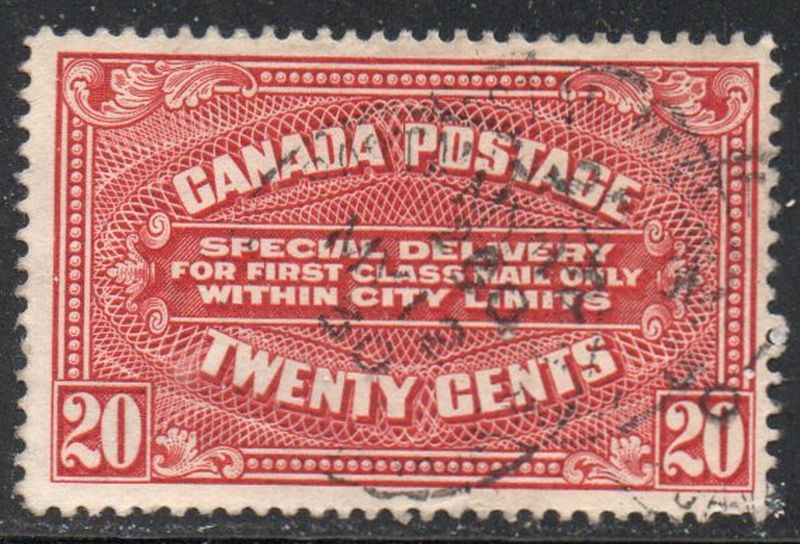 CANADA POSTAGE
SPECIAL DELIVERY
FOR FIRST CLASS MAIL ONLY
WITHIN CITY LIMITS
TWENTY CENTS
20 20